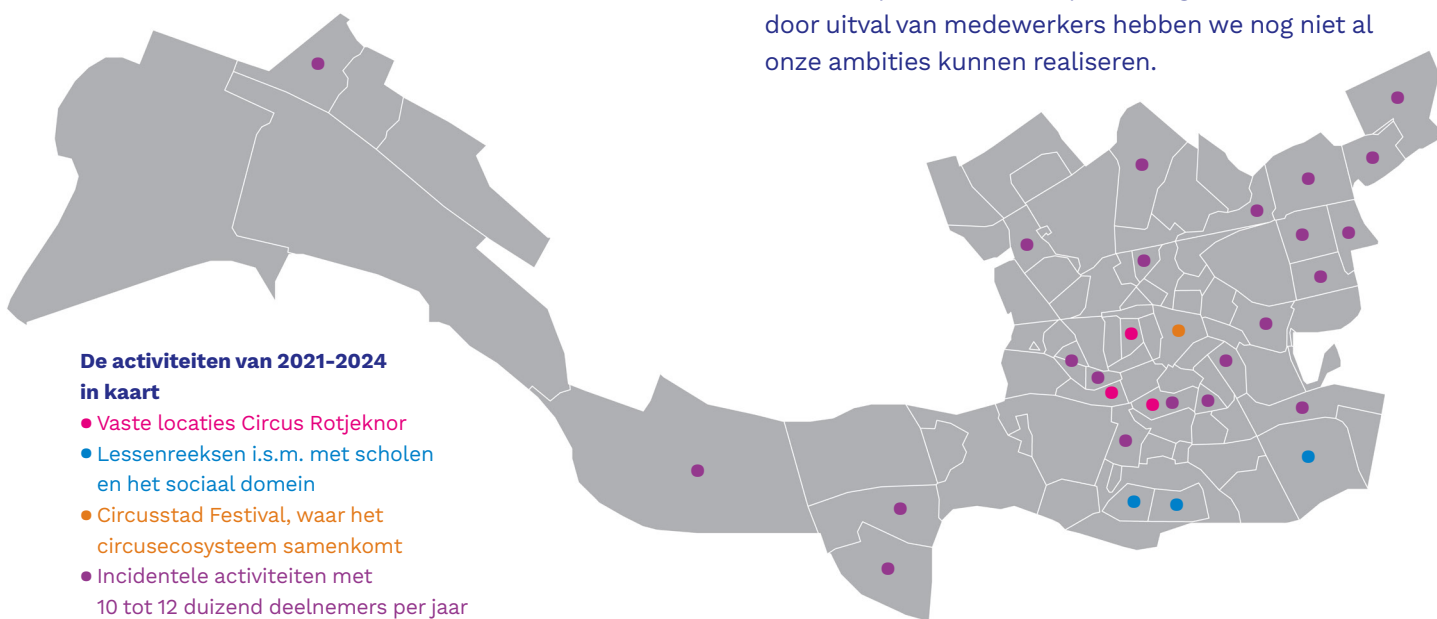 door uitval van medewerkers hebben we nog niet al
onze ambities kunnen realiseren.
De activiteiten van 2021-2024
in kaart
Vaste locaties Circus Rotjeknor
Lessenreeksen i.s.m. met scholen
en het sociaal domein
Circusstad Festival, waar het
circusecosysteem samenkomt
Incidentele activiteiten met
10 tot 12 duizend deelnemers per jaar